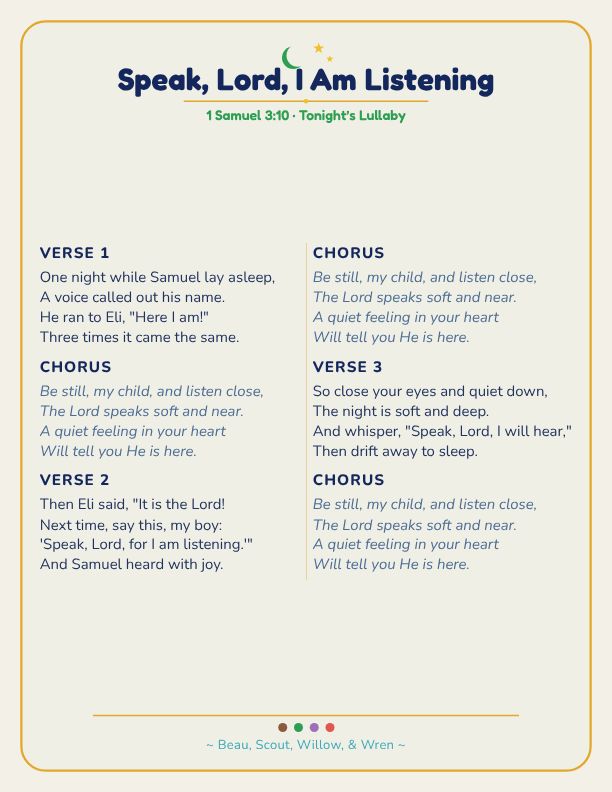 Speak, Lord, I Am Listening
1 Samuel 3:10 · Tonight's Lullaby
VERSE 1
One night while Samuel lay asleep,
A voice called out his name.
He ran to Eli, "Here I am!"
Three times it came the same.
CHORUS
Be still, my child, and listen close,
The Lord speaks soft and near.
A quiet feeling in your heart
Will tell you He is here.
VERSE 2
Then Eli said, "It is the Lord!
Next time, say this, my boy:
'Speak, Lord, for I am listening.'"
And Samuel heard with joy.
CHORUS
Be still, my child, and listen close,
The Lord speaks soft and near.
A quiet feeling in your heart
Will tell you He is here.
VERSE 3
So close your eyes and quiet down,
The night is soft and deep.
And whisper, "Speak, Lord, I will hear,"
Then drift away to sleep.
CHORUS
Be still, my child, and listen close,
The Lord speaks soft and near.
A quiet feeling in your heart
Will tell you He is here.
~ Beau, Scout, Willow, & Wren ~